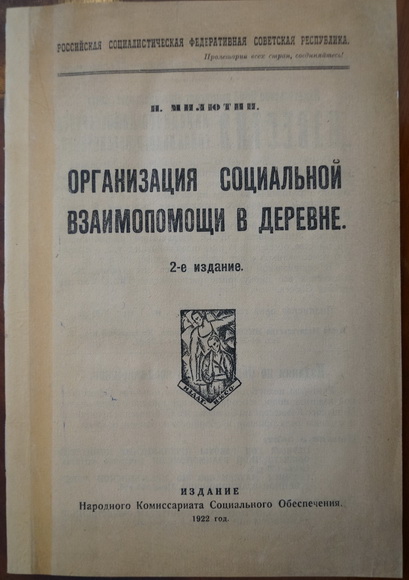 РОССИЙСКАЯ СОЦИАЛИСТИЧЕСКАЯ ФЕДЕРАТИВНАЯ СОВЕТСКАЯ РЕСПУБЛИКА.
Пролетарии всех стран, соединяйтесь!
Н. МИЛЮТИН.
ОРГАНИЗАЦИЯ СОЦИАЛЬНОЙ
ВЗАИМОПОМОЩИ В ДЕРЕВНЕ.
2-е издание.
ИЗДАНИЕ
Народного Комиссариата Социального Обеспечения.
1922 год.